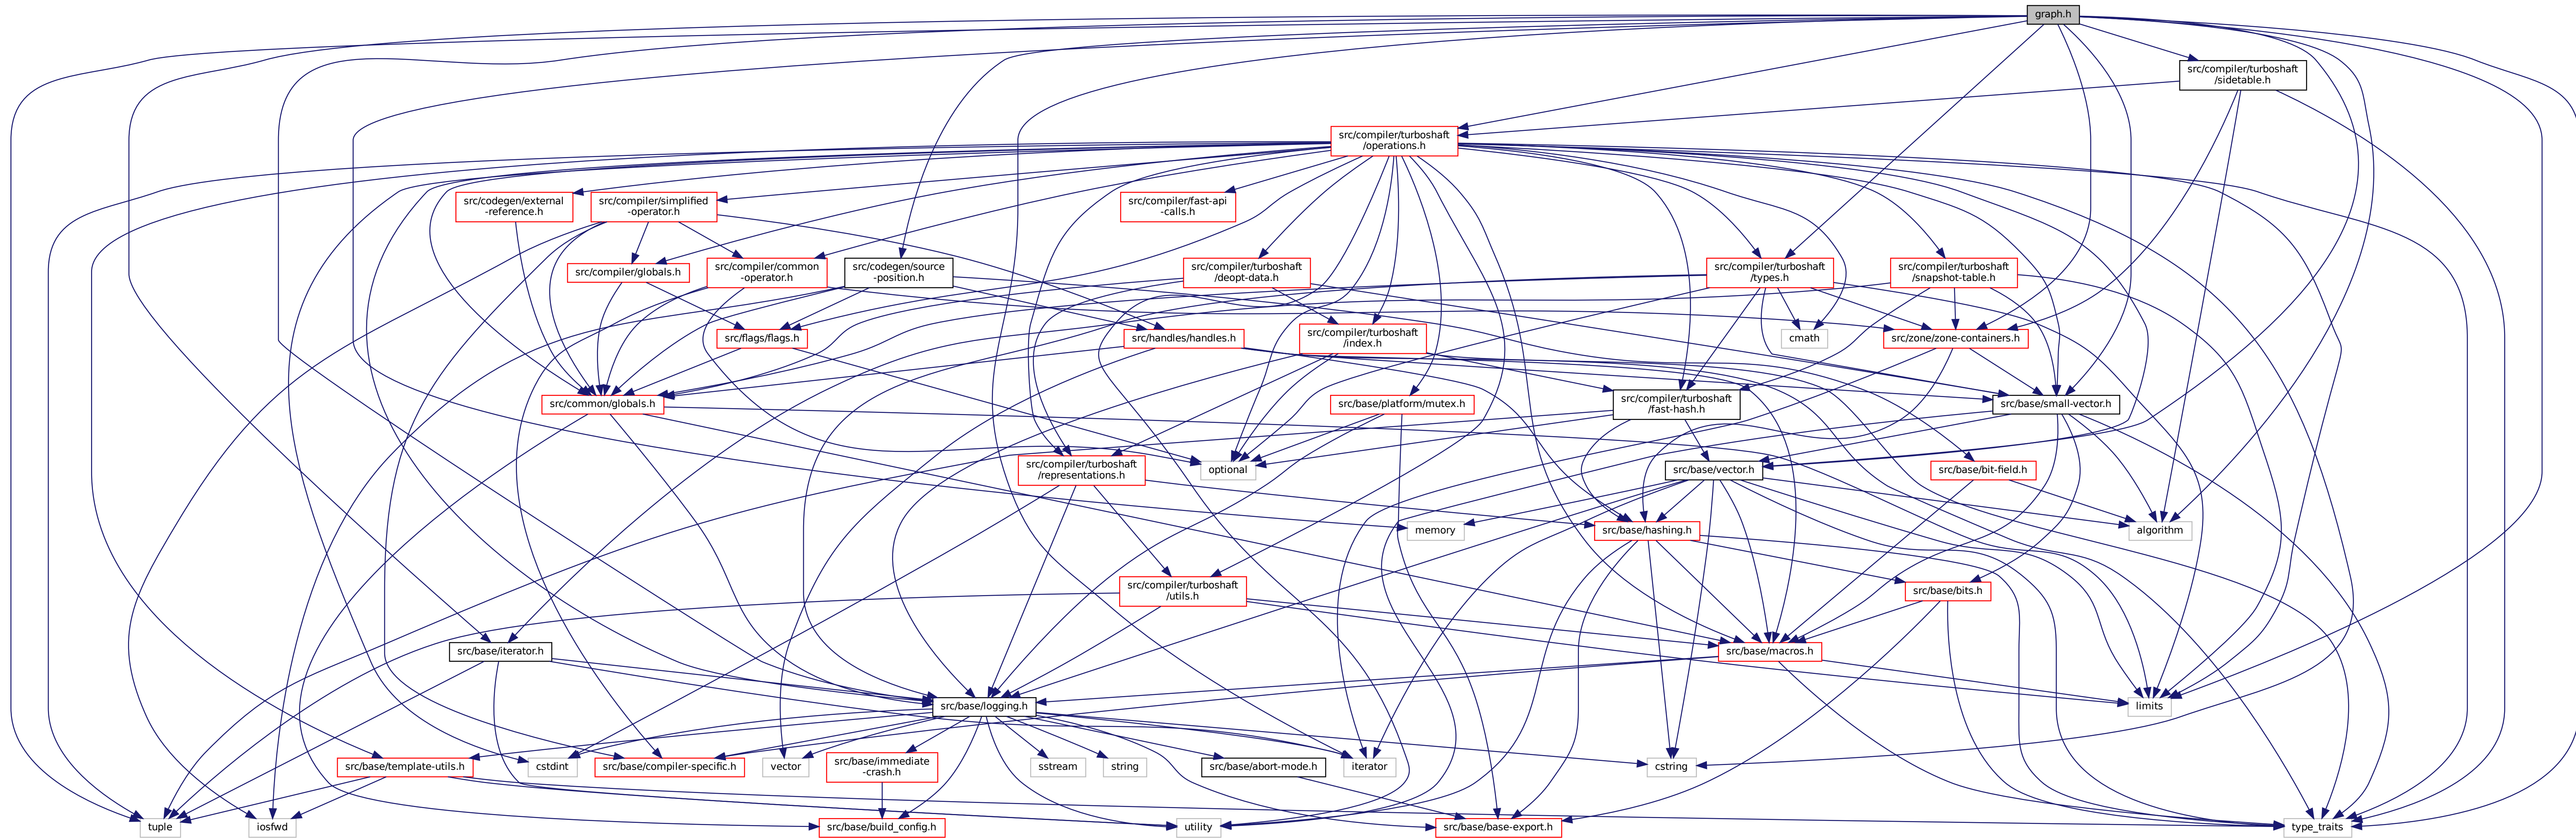 graph.h
src/compiler/turboshaft
/sidetable.h
src/compiler/turboshaft
/operations.h
src/codegen/external
-reference.h
src/compiler/simplified
-operator.h
src/compiler/fast-api
-calls.h
src/compiler/globals.h
src/compiler/common
-operator.h
src/codegen/source
-position.h
src/compiler/turboshaft
/deopt-data.h
src/compiler/turboshaft
/types.h
src/compiler/turboshaft
/snapshot-table.h
src/flags/flags.h
src/handles/handles.h
src/compiler/turboshaft
/index.h
cmath
src/zone/zone-containers.h
src/common/globals.h
src/base/platform/mutex.h
src/compiler/turboshaft
/fast-hash.h
src/base/small-vector.h
src/compiler/turboshaft
/representations.h
optional
src/base/vector.h
src/base/bit-field.h
memory
src/base/hashing.h
algorithm
src/compiler/turboshaft
/utils.h
src/base/bits.h
src/base/iterator.h
src/base/macros.h
src/base/logging.h
limits
src/base/template-utils.h
cstdint
src/base/compiler-specific.h
vector
src/base/immediate
-crash.h
sstream
string
src/base/abort-mode.h
iterator
cstring
tuple
iosfwd
src/base/build_config.h
utility
src/base/base-export.h
type_traits